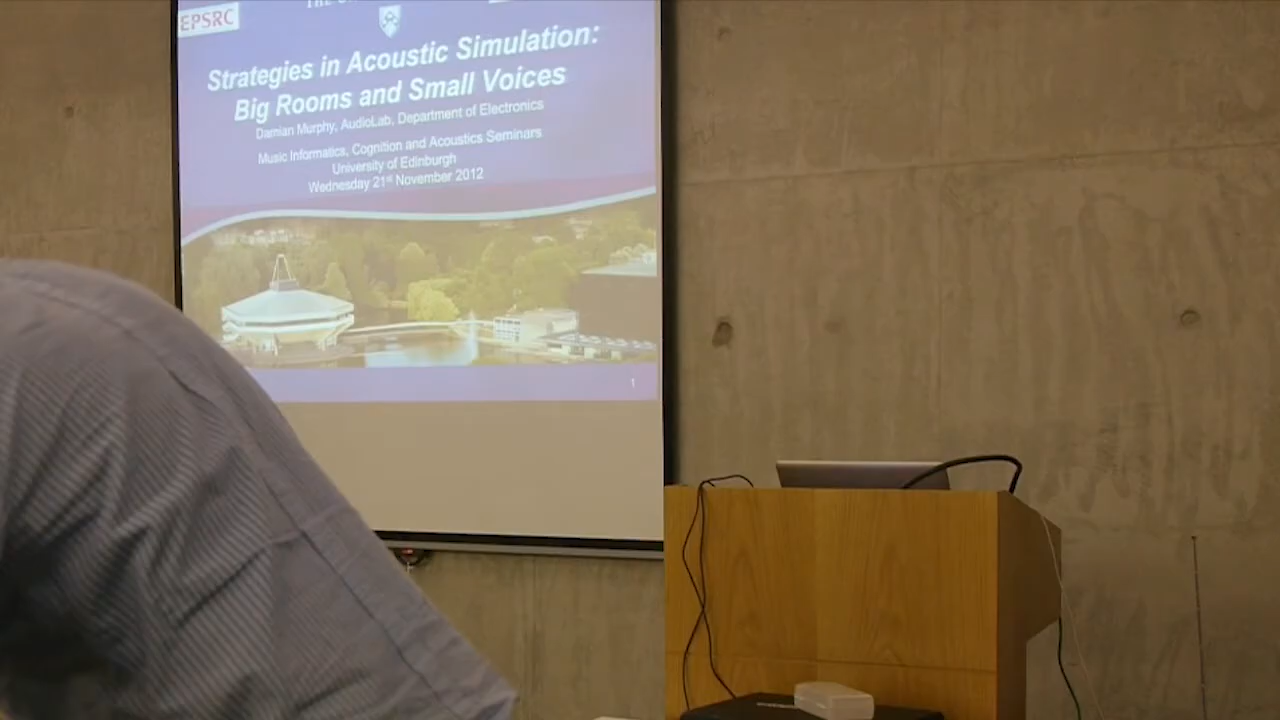 EPSRC
Strategies in Acoustic Simulation:
Big Rooms and Small Voices
Damian Murphy, AudioLab, Department of Electronics
Music Informatics, Cognition and Acoustics Seminars
University of Edinburgh
Wednesday 21st November 2012
1